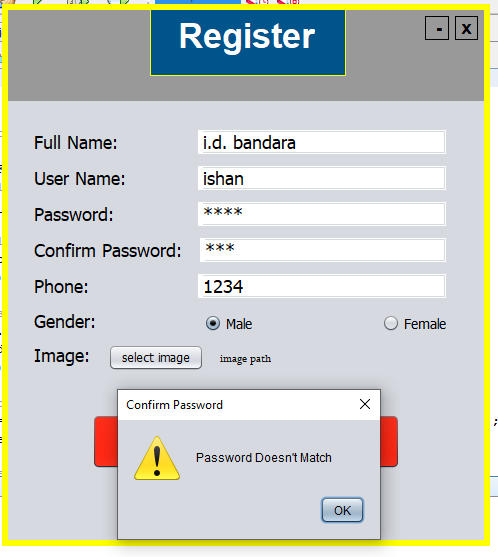 Register
- x
Full Name: i.d. bandara
User Name: ishan
Password: ****
Confirm Password: ***
Phone: 1234
Gender: Male Female
Image: select image image path
Confirm Password
Password Doesn't Match
OK